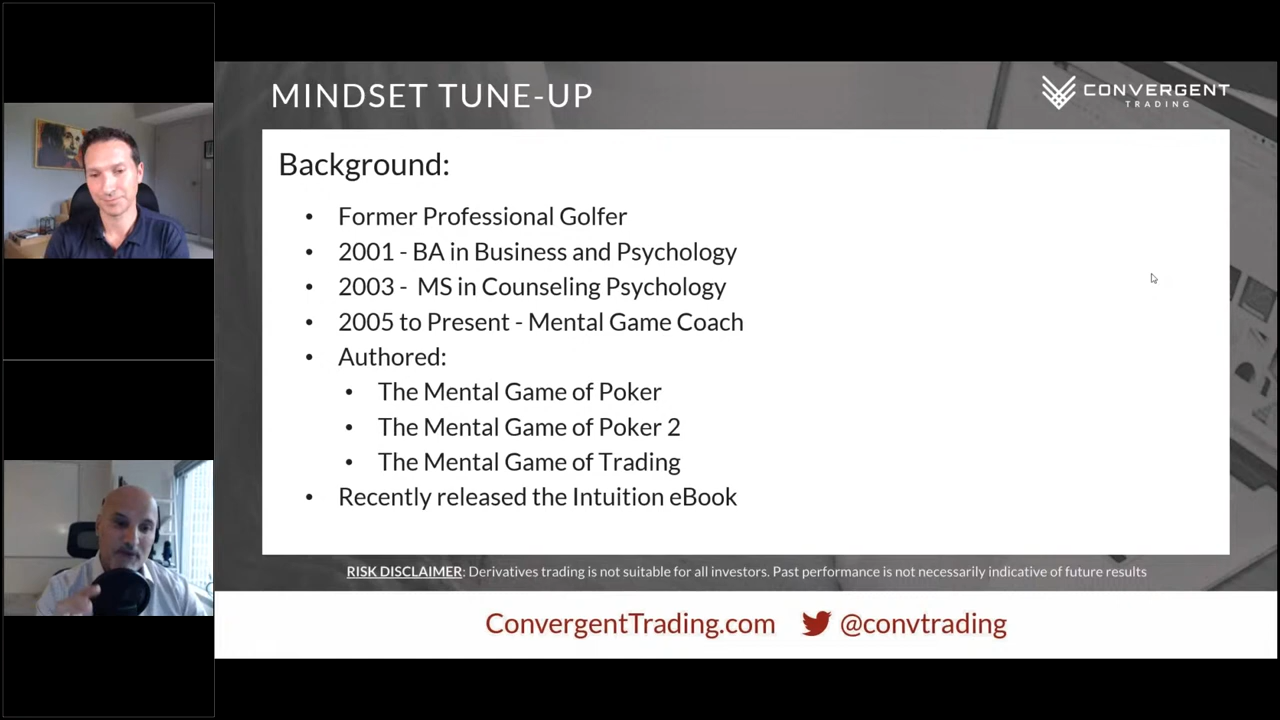 MINDSET TUNE-UP
CONVERGENT
TRADING
Background:
• Former Professional Golfer
• 2001 - BA in Business and Psychology
• 2003 - MS in Counseling Psychology
• 2005 to Present - Mental Game Coach
• Authored:
• The Mental Game of Poker
• The Mental Game of Poker 2
• The Mental Game of Trading
• Recently released the Intuition eBook
RISK DISCLAIMER: Derivatives trading is not suitable for all investors. Past performance is not necessarily indicative of future results
ConvergentTrading.com @convtrading